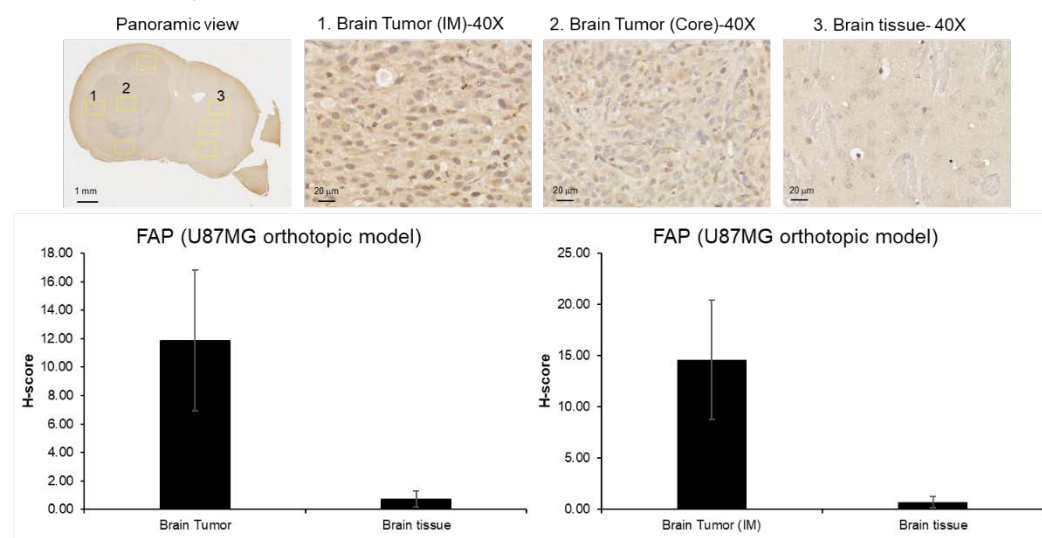 Panoramic view
1. Brain Tumor (IM)-40X
2. Brain Tumor (Core)-40X
3. Brain tissue- 40X
1
2
3
1 mm
20 µm
20 µm
20 µm
FAP (U87MG orthotopic model)
18.00
16.00
14.00
12.00
10.00
8.00
6.00
4.00
2.00
0.00
H-score
Brain Tumor
Brain tissue
FAP (U87MG orthotopic model)
25.00
20.00
15.00
10.00
5.00
0.00
H-score
Brain Tumor (IM)
Brain tissue